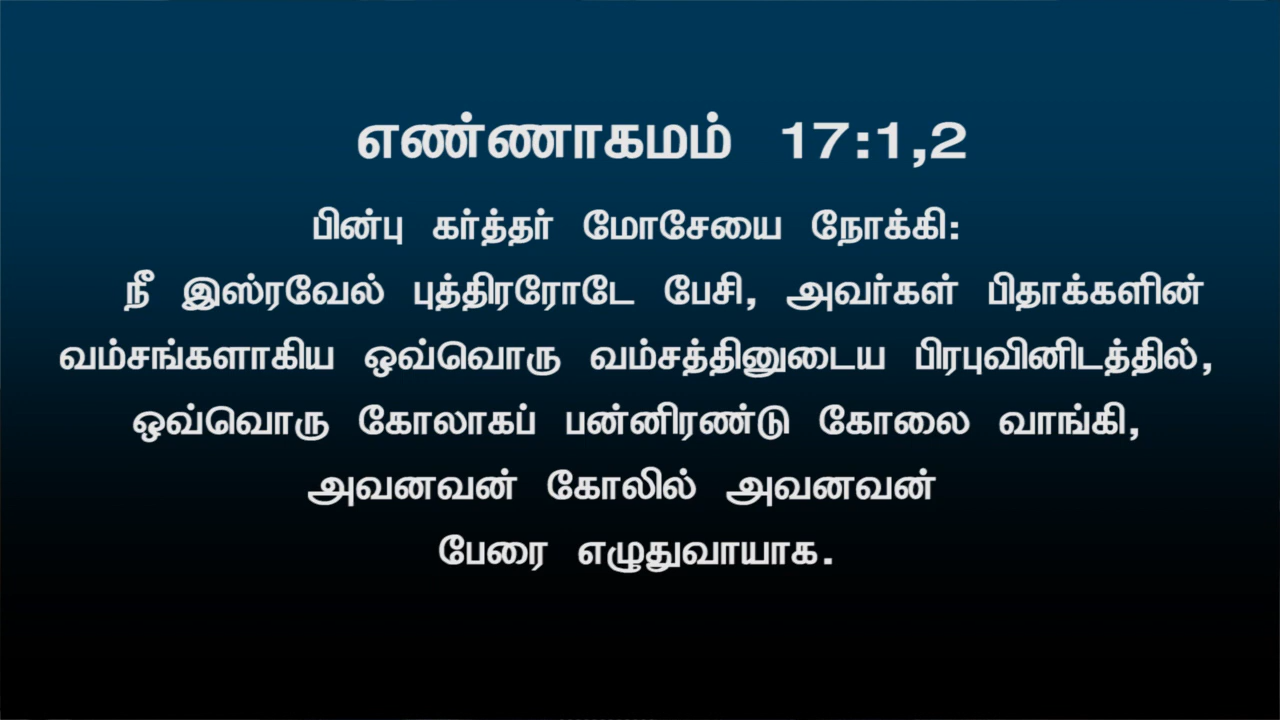 எண்ணாகமம் 17:1,2
பின்பு கர்த்தர் மோசேயை நோக்கி:
நீ இஸ்ரவேல் புத்திரரோடே பேசி, அவர்கள் பிதாக்களின்
வம்சங்களாகிய ஒவ்வொரு வம்சத்தினுடைய பிரபுவினிடத்தில்,
ஒவ்வொரு கோலாகப் பன்னிரண்டு கோலை வாங்கி,
அவனவன் கோலில் அவனவன்
பேரை எழுதுவாயாக.